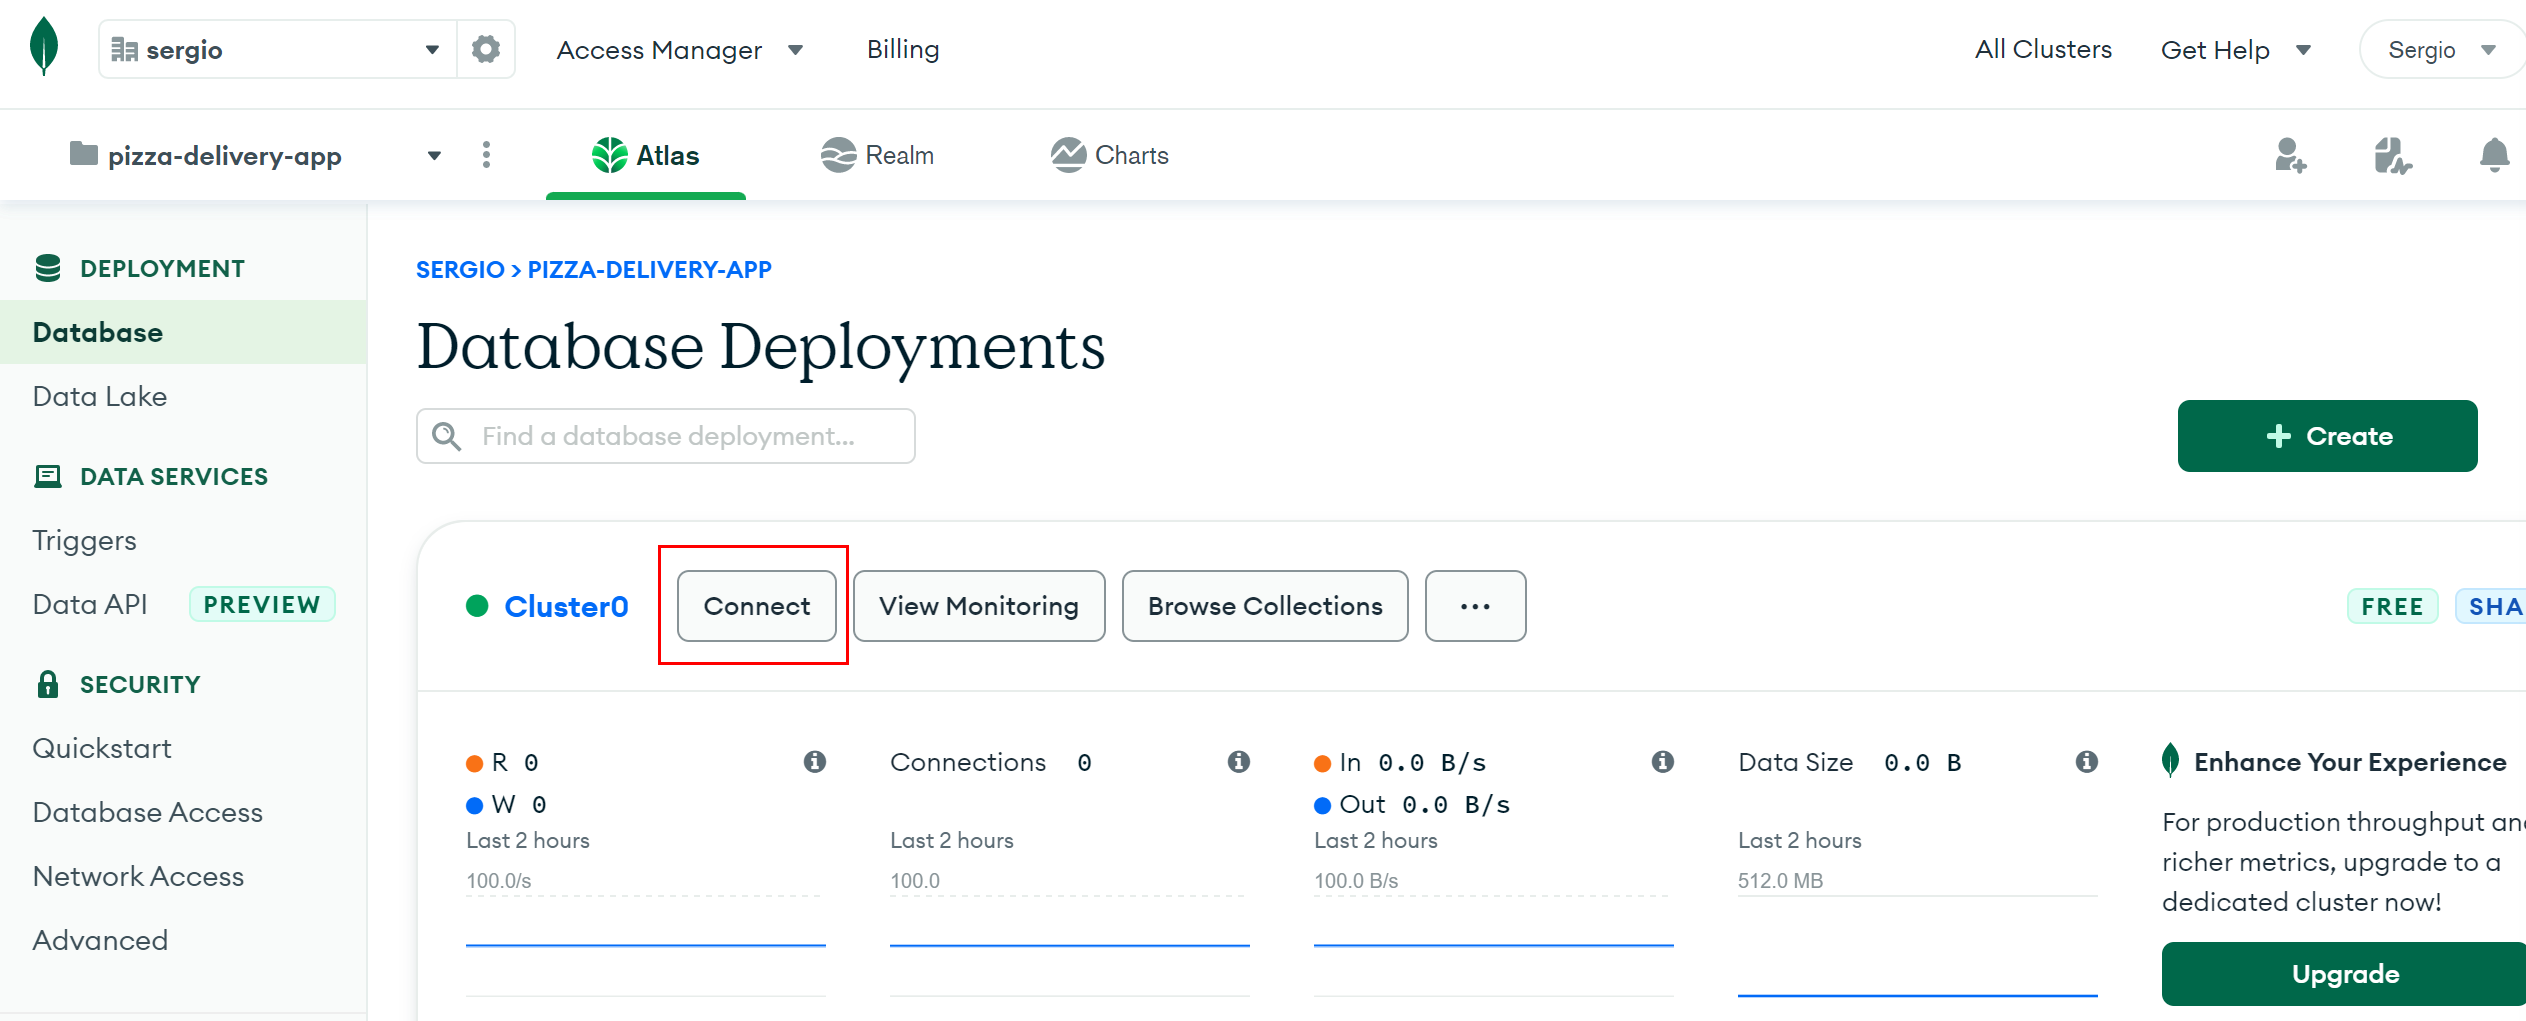 sergio
Access Manager
Billing
All Clusters
Get Help
Sergio
pizza-delivery-app
Atlas
Realm
Charts
DEPLOYMENT
Database
Data Lake
DATA SERVICES
Triggers
Data API PREVIEW
SECURITY
Quickstart
Database Access
Network Access
Advanced
SERGIO > PIZZA-DELIVERY-APP
Database Deployments
Find a database deployment...
+ Create
Cluster0
Connect
View Monitoring
Browse Collections
...
FREE
SHA
R 0
W 0
Last 2 hours
100.0/s
Connections 0
Last 2 hours
100.0
In 0.0 B/s
Out 0.0 B/s
Last 2 hours
100.0 B/s
Data Size 0.0 B
Last 2 hours
512.0 MB
Enhance Your Experience
For production throughput an
richer metrics, upgrade to a
dedicated cluster now!
Upgrade